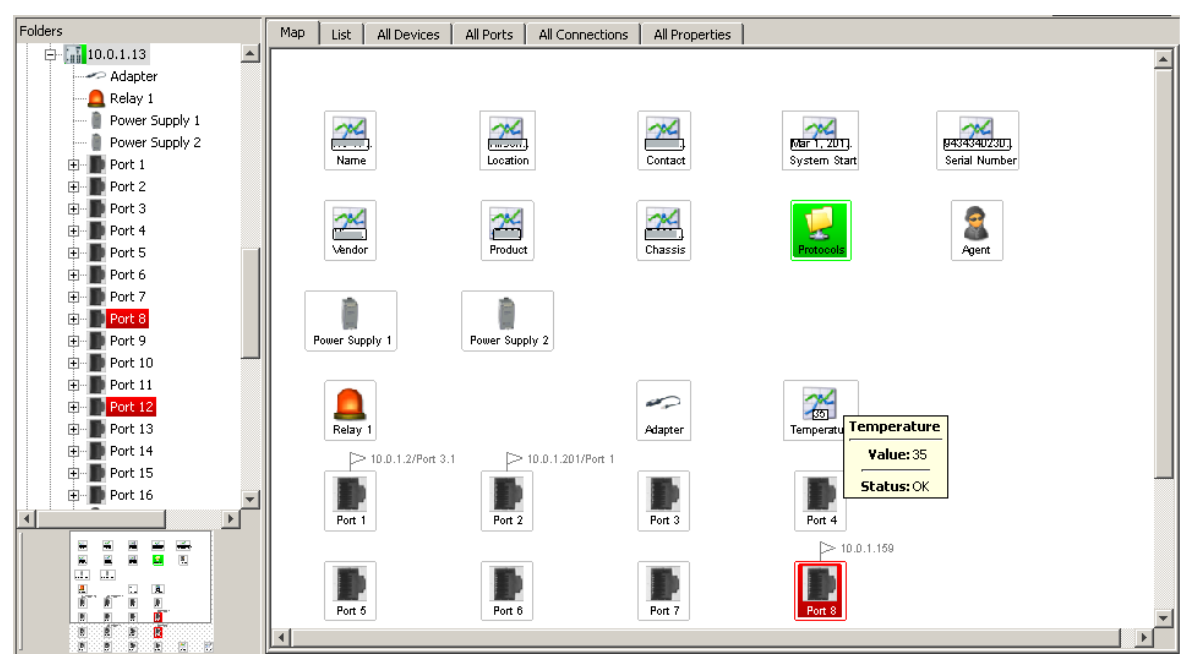 Folders
10.0.1.13
Adapter
Relay 1
Power Supply 1
Power Supply 2
Port 1
Port 2
Port 3
Port 4
Port 5
Port 6
Port 7
Port 8
Port 9
Port 10
Port 11
Port 12
Port 13
Port 14
Port 15
Port 16
Map List All Devices All Ports All Connections All Properties
Name Location Contact System Start Serial Number
Vendor Product Chassis Protocols Agent
Power Supply 1 Power Supply 2
35
Relay 1 Adapter Temperatu
Temperature
Value: 35
Status: OK
10.0.1.2/Port 3.1 10.0.1.201/Port 1
Port 1 Port 2 Port 3 Port 4
10.0.1.159
Port 5 Port 6 Port 7 Port 8